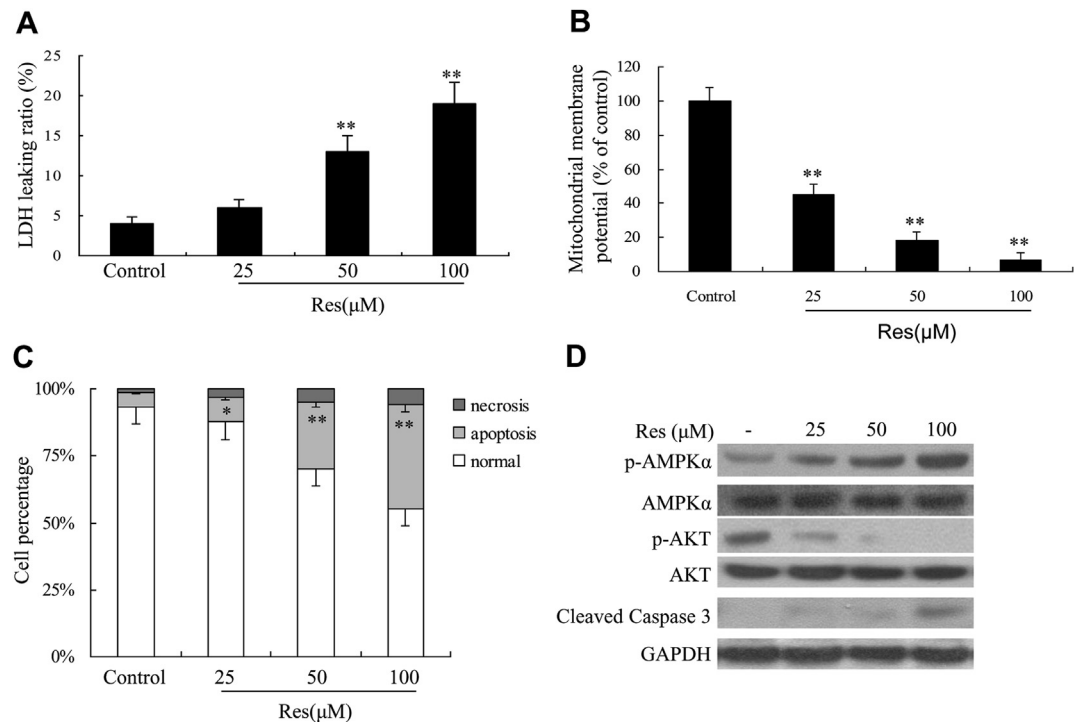 A
LDH leaking ratio (%)
25
20
15
10
5
0
**
**
Control 25 50 100
Res(μM)
B
Mitochondrial membrane
potential (% of control)
120
100
80
60
40
20
0
**
**
**
Control 25 50 100
Res(μM)
C
Cell percentage
100%
75%
50%
25%
0%
*
**
**
necrosis
apoptosis
normal
Control 25 50 100
Res(μM)
D
Res (μM) - 25 50 100
p-AMPKα
AMPKα
p-AKT
AKT
Cleaved Caspase 3
GAPDH